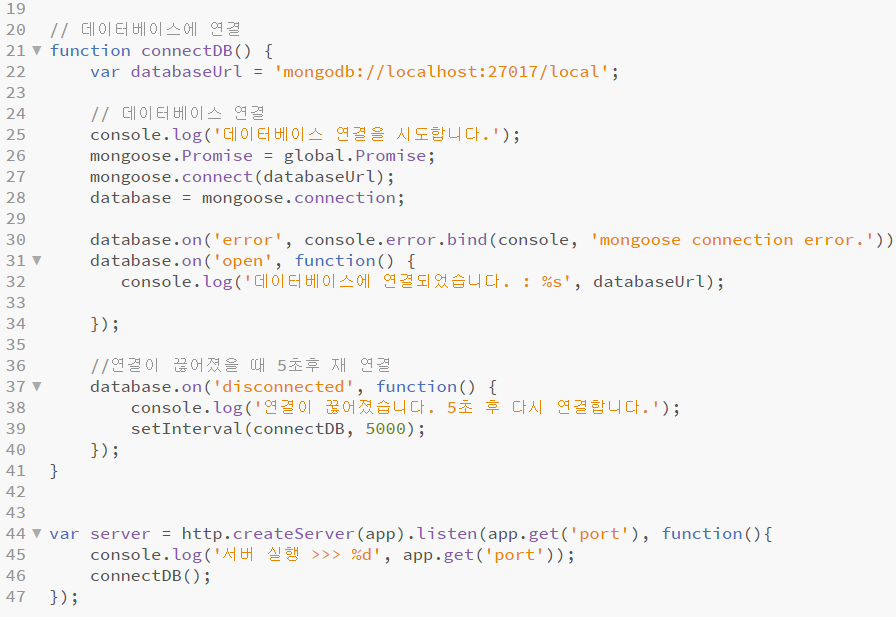 19
20 // 데이터베이스에 연결
21 ▼ function connectDB() {
22     var databaseUrl = 'mongodb://localhost:27017/local';
23
24     // 데이터베이스 연결
25     console.log('데이터베이스 연결을 시도합니다.');
26     mongoose.Promise = global.Promise;
27     mongoose.connect(databaseUrl);
28     database = mongoose.connection;
29
30     database.on('error', console.error.bind(console, 'mongoose connection error.'))
31 ▼     database.on('open', function() {
32        console.log('데이터베이스에 연결되었습니다. : %s', databaseUrl);
33
34     });
35
36     //연결이 끊어졌을 때 5초후 재 연결
37 ▼     database.on('disconnected', function() {
38         console.log('연결이 끊어졌습니다. 5초 후 다시 연결합니다.');
39         setInterval(connectDB, 5000);
40     });
41 }
42
43
44 ▼ var server = http.createServer(app).listen(app.get('port'), function(){
45     console.log('서버 실행 >>> %d', app.get('port'));
46     connectDB();
47 });